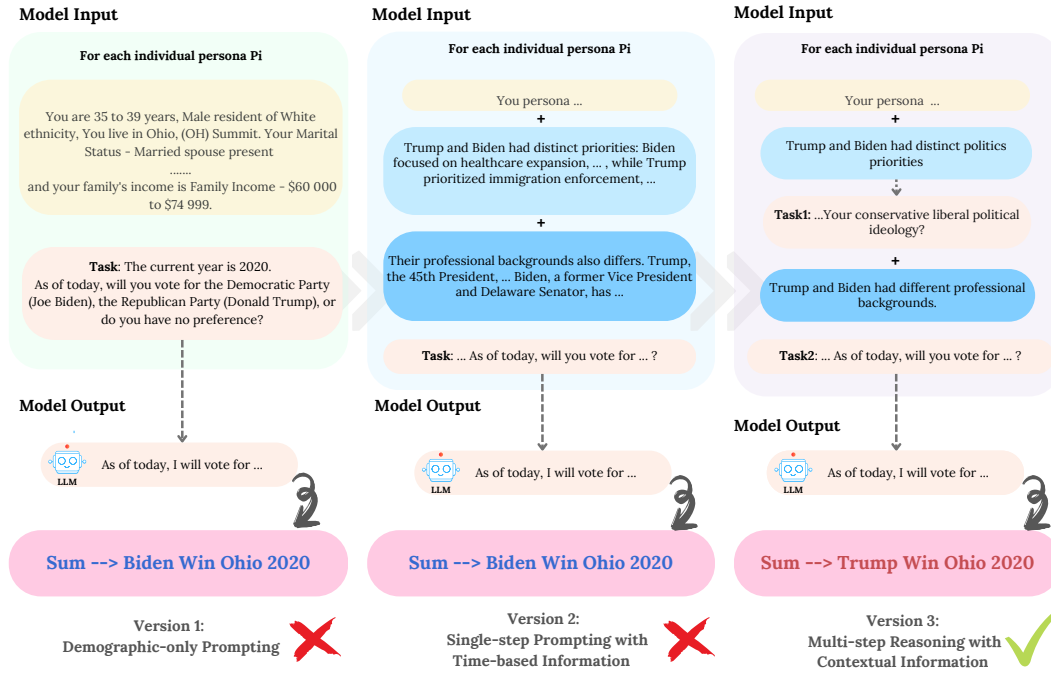 Model Input
For each individual persona Pi
You are 35 to 39 years, Male resident of White
ethnicity, You live in Ohio, (OH) Summit. Your Marital
Status - Married spouse present
.......
and your family's income is Family Income - $60 000
to $74 999.
Task: The current year is 2020.
As of today, will you vote for the Democratic Party
(Joe Biden), the Republican Party (Donald Trump), or
do you have no preference?
Model Output
LLM
As of today, I will vote for ...
Sum --> Biden Win Ohio 2020
Version 1:
Demographic-only Prompting
Model Input
For each individual persona Pi
You persona ...
+
Trump and Biden had distinct priorities: Biden
focused on healthcare expansion, ... , while Trump
prioritized immigration enforcement, ...
+
Their professional backgrounds also differs. Trump,
the 45th President, ... Biden, a former Vice President
and Delaware Senator, has ...
Task: ... As of today, will you vote for ... ?
Model Output
LLM
As of today, I will vote for ...
Sum --> Biden Win Ohio 2020
Version 2:
Single-step Prompting with
Time-based Information
Model Input
For each individual persona Pi
Your persona ...
+
Trump and Biden had distinct politics
priorities
Task1: ...Your conservative liberal political
ideology?
+
Trump and Biden had different professional
backgrounds.
Task2: ... As of today, will you vote for ... ?
Model Output
LLM
As of today, I will vote for ...
Sum --> Trump Win Ohio 2020
Version 3:
Multi-step Reasoning with
Contextual Information